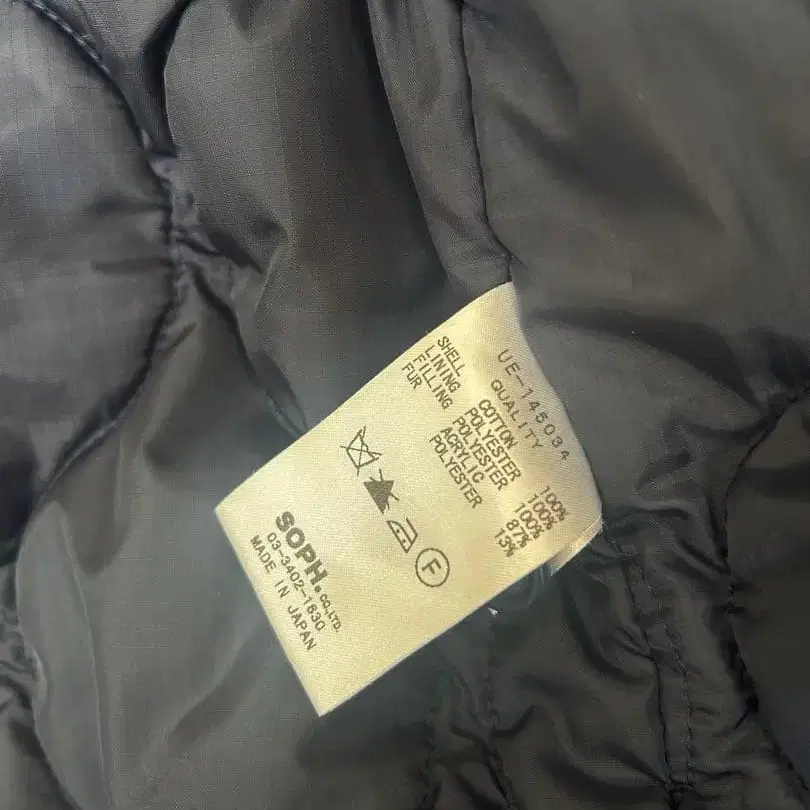 UE-145034
QUALITY
SHELL COTTON 100%
LINING POLYESTER 100%
FILLING POLYESTER 100%
FUR ACRYLIC 87%
POLYESTER 13%
F
SOPH.CO.,LTD.
03-3402-1630
MADE IN JAPAN